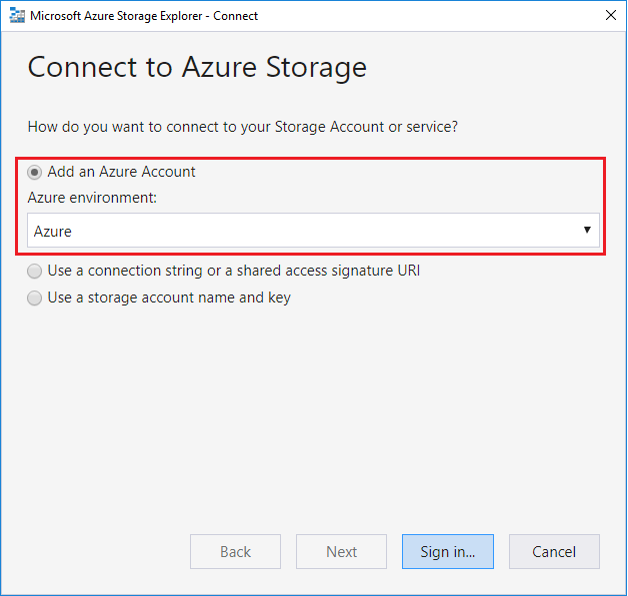 Microsoft Azure Storage Explorer - Connect
Connect to Azure Storage
How do you want to connect to your Storage Account or service?
Add an Azure Account
Azure environment:
Azure
Use a connection string or a shared access signature URI
Use a storage account name and key
Back Next Sign in... Cancel